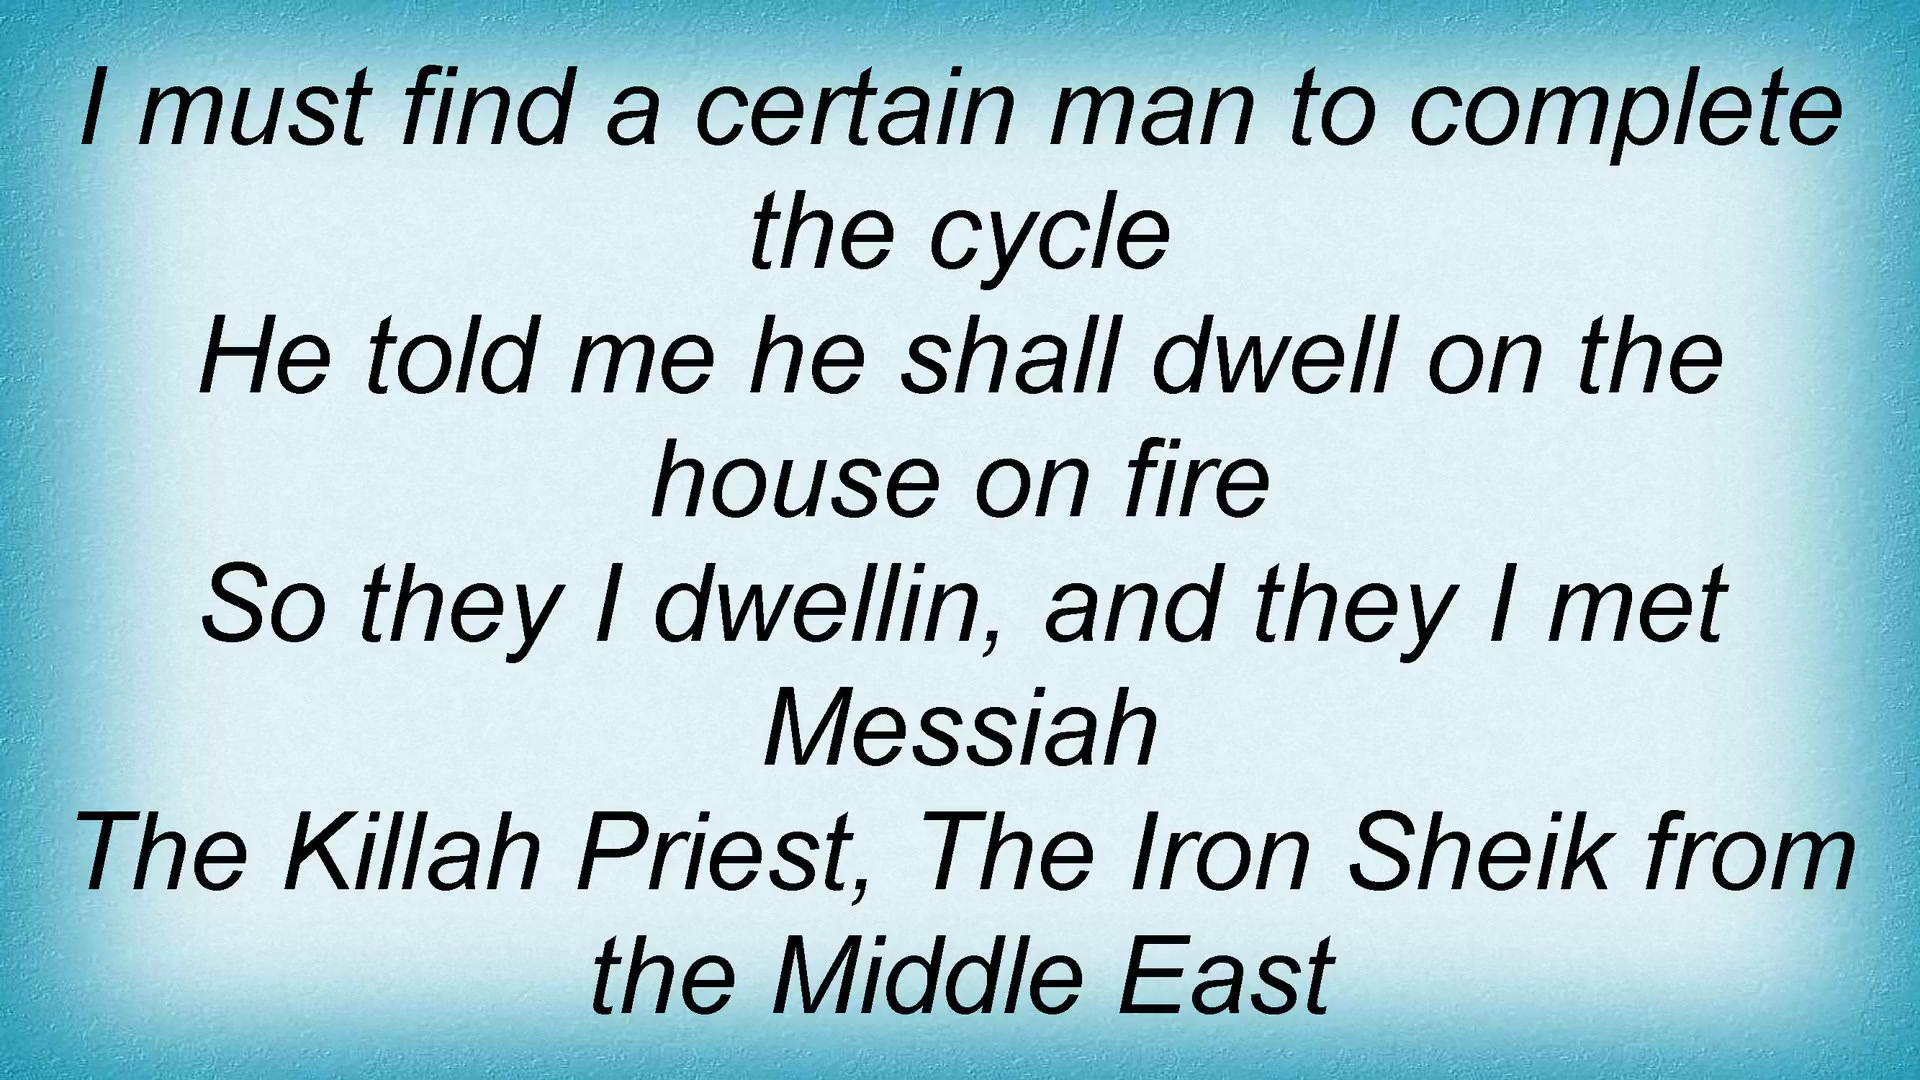 I must find a certain man to complete
the cycle
He told me he shall dwell on the
house on fire
So they I dwellin, and they I met
Messiah
The Killah Priest, The Iron Sheik from
the Middle East